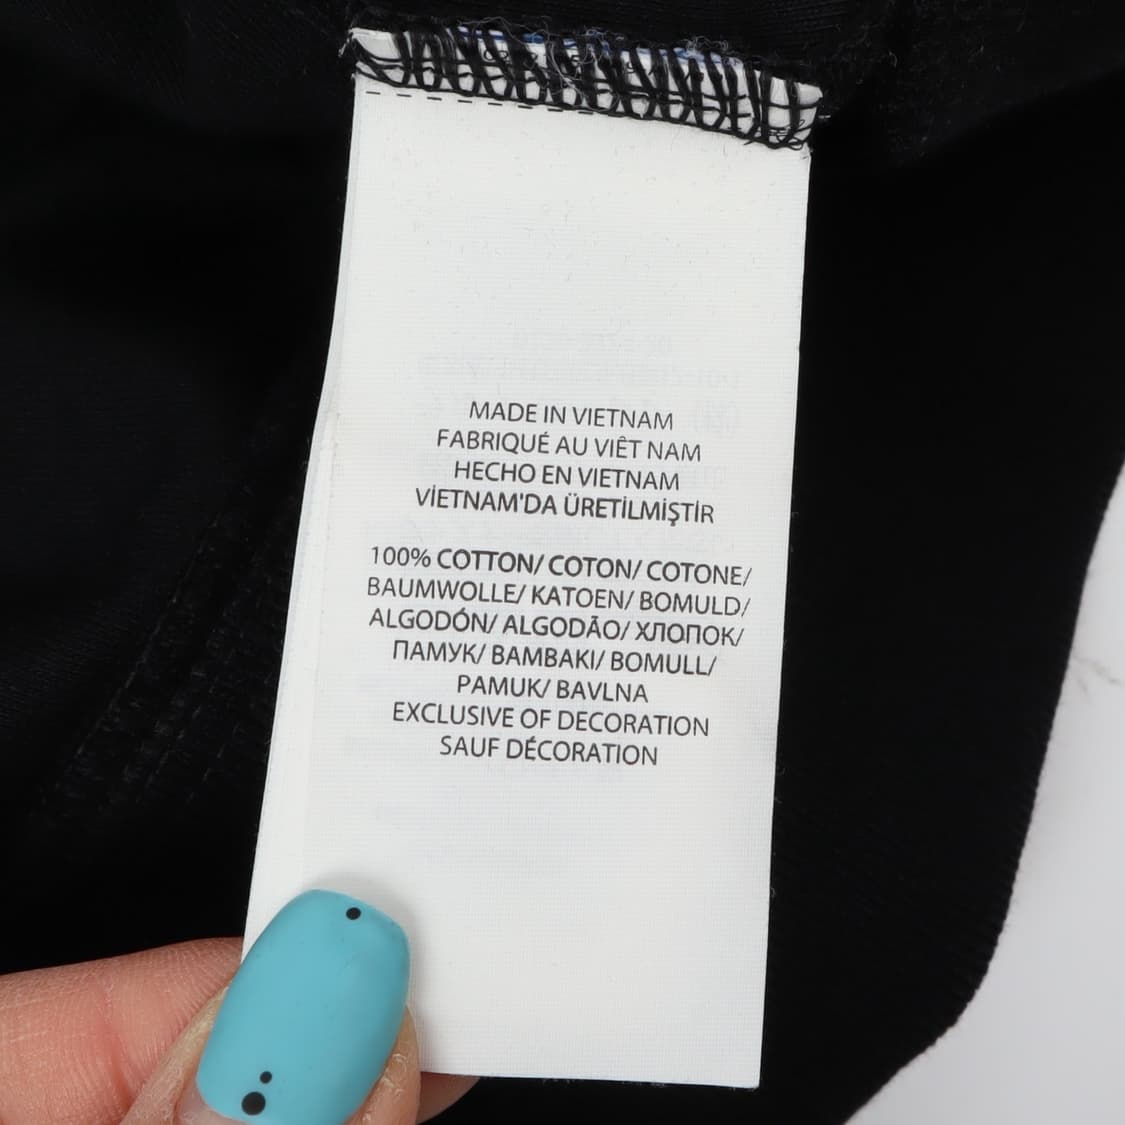 MADE IN VIETNAM
FABRIQUÉ AU VIÊT NAM
HECHO EN VIETNAM
VİETNAM'DA ÜRETİLMİŞTİR
100% COTTON/ COTON/ COTONE/
BAUMWOLLE/ KATOEN/ BOMULD/
ALGODÓN/ ALGODÃO/ ХЛОПОК/
ПАМУК/ BAMBAKI/ BOMULL/
PAMUK/ BAVLNA
EXCLUSIVE OF DECORATION
SAUF DÉCORATION